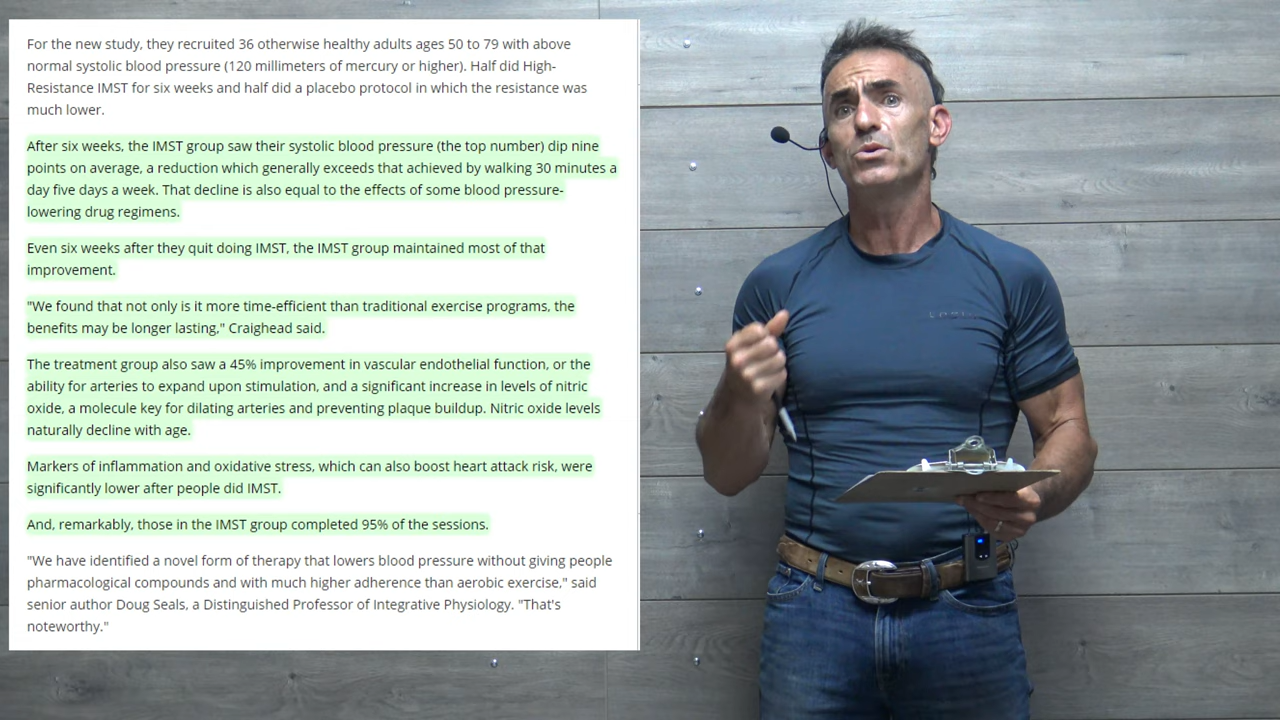 For the new study, they recruited 36 otherwise healthy adults ages 50 to 79 with above
normal systolic blood pressure (120 millimeters of mercury or higher). Half did High-
Resistance IMST for six weeks and half did a placebo protocol in which the resistance was
much lower.
After six weeks, the IMST group saw their systolic blood pressure (the top number) dip nine
points on average, a reduction which generally exceeds that achieved by walking 30 minutes a
day five days a week. That decline is also equal to the effects of some blood pressure-
lowering drug regimens.
Even six weeks after they quit doing IMST, the IMST group maintained most of that
improvement.
"We found that not only is it more time-efficient than traditional exercise programs, the
benefits may be longer lasting," Craighead said.
The treatment group also saw a 45% improvement in vascular endothelial function, or the
ability for arteries to expand upon stimulation, and a significant increase in levels of nitric
oxide, a molecule key for dilating arteries and preventing plaque buildup. Nitric oxide levels
naturally decline with age.
Markers of inflammation and oxidative stress, which can also boost heart attack risk, were
significantly lower after people did IMST.
And, remarkably, those in the IMST group completed 95% of the sessions.
"We have identified a novel form of therapy that lowers blood pressure without giving people
pharmacological compounds and with much higher adherence than aerobic exercise," said
senior author Doug Seals, a Distinguished Professor of Integrative Physiology. "That's
noteworthy."